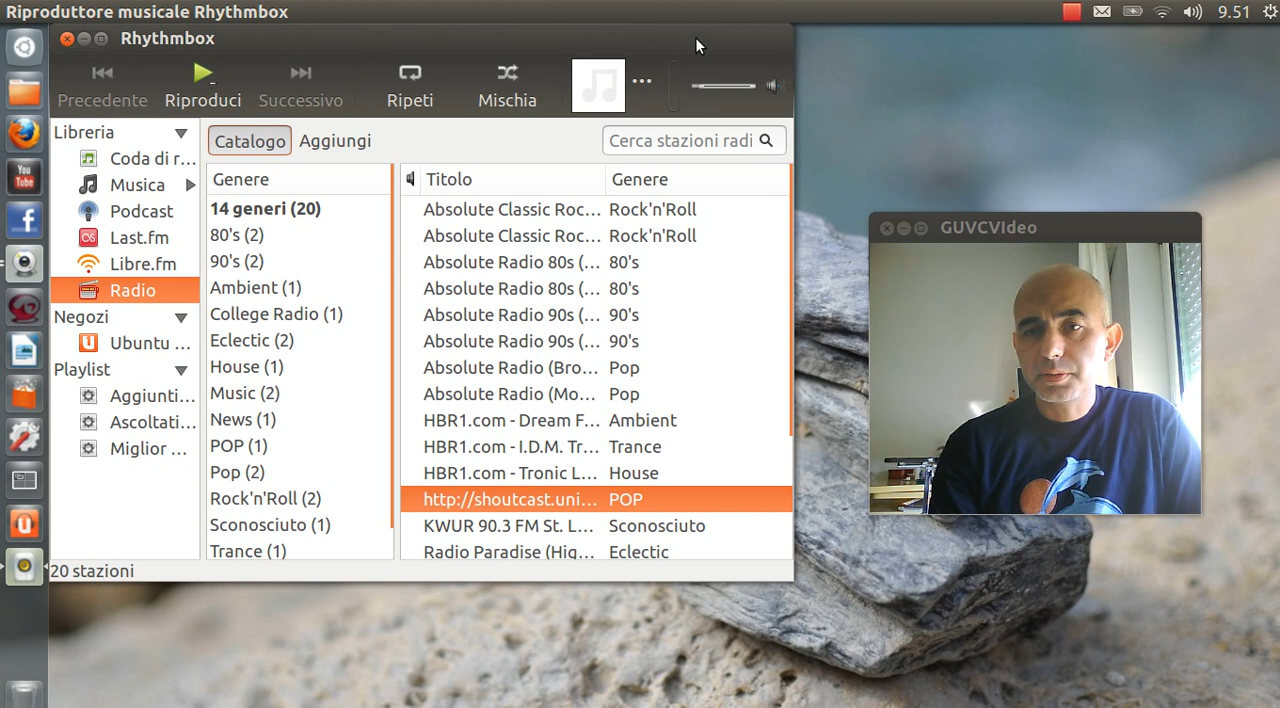 Riproduttore musicale Rhythmbox
9.51
Rhythmbox
Precedente Riproduci Successivo Ripeti Mischia
Libreria
Coda di r...
Musica
Podcast
Last.fm
Libre.fm
Radio
Negozi
Ubuntu ...
Playlist
Aggiunti...
Ascoltati...
Miglior ...
Catalogo Aggiungi
Cerca stazioni radi
Genere
14 generi (20)
80's (2)
90's (2)
Ambient (1)
College Radio (1)
Eclectic (2)
House (1)
Music (2)
News (1)
POP (1)
Pop (2)
Rock'n'Roll (2)
Sconosciuto (1)
Trance (1)
Titolo Genere
Absolute Classic Roc... Rock'n'Roll
Absolute Classic Roc... Rock'n'Roll
Absolute Radio 80s (... 80's
Absolute Radio 80s (... 80's
Absolute Radio 90s (... 90's
Absolute Radio 90s (... 90's
Absolute Radio (Bro... Pop
Absolute Radio (Mo... Pop
HBR1.com - Dream F... Ambient
HBR1.com - I.D.M. Tr... Trance
HBR1.com - Tronic L... House
http://shoutcast.uni... POP
KWUR 90.3 FM St. L... Sconosciuto
Radio Paradise (Hig... Eclectic
20 stazioni
GUVCVIdeo
You
Tube